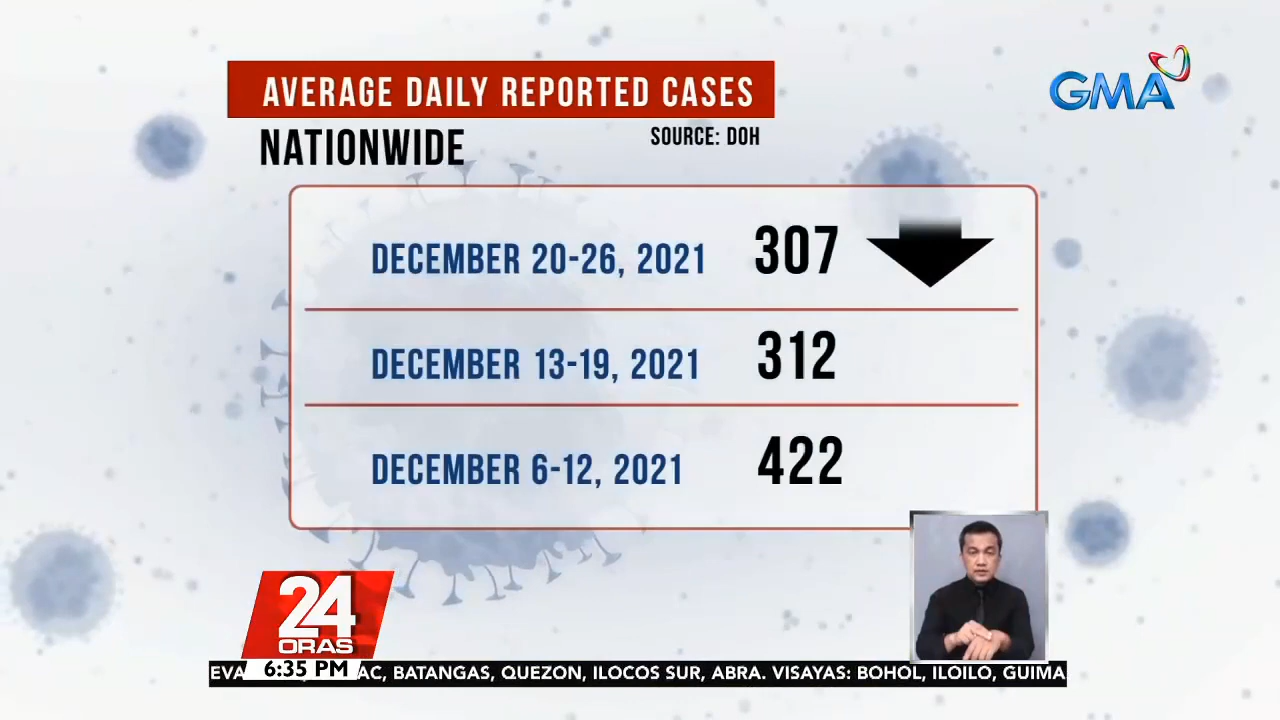 AVERAGE DAILY REPORTED CASES
GMA
NATIONWIDE
SOURCE: DOH
DECEMBER 20-26, 2021 307
DECEMBER 13-19, 2021 312
DECEMBER 6-12, 2021 422
24
ORAS
6:35 PM
AC, BATANGAS, QUEZON, ILOCOS SUR, ABRA. VISAYAS: BOHOL, ILOILO, GUIMA